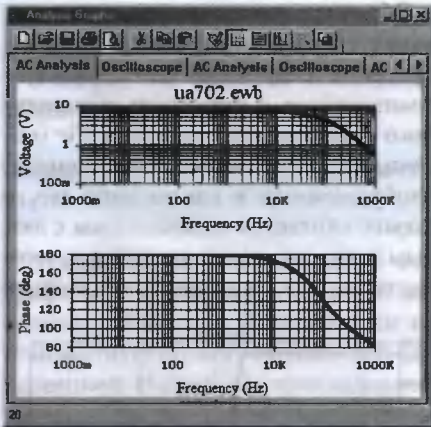 Analysis Graphs
AC Analysis Oscilloscope AC Analysis Oscilloscope AC
ua702.ewb
Voltage (V)
10
1
100m
1000m 100 10K 1000K
Frequency (Hz)
Phase (deg)
180
160
140
120
100
80
1000m 100 10K 1000K
Frequency (Hz)
20